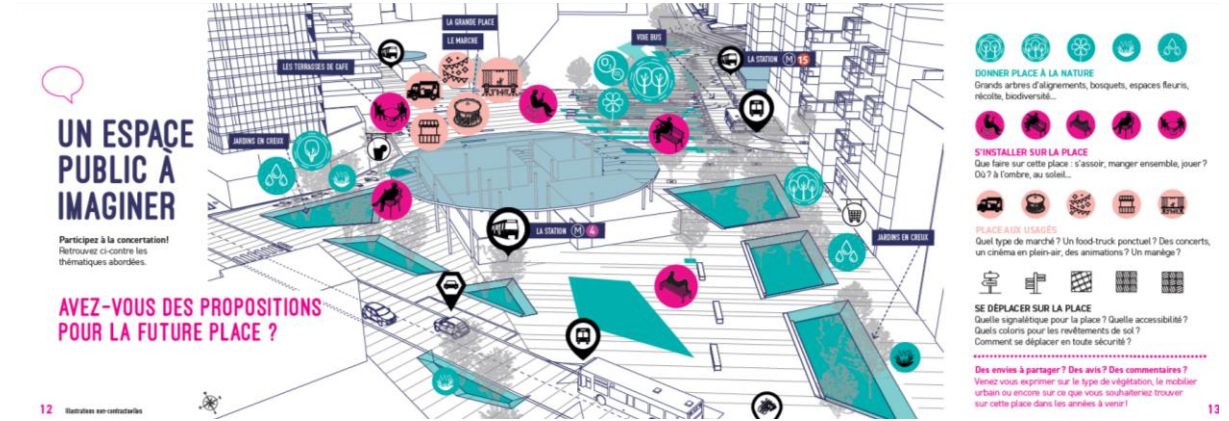 UN ESPACE
PUBLIC À
IMAGINER
Participez à la concertation!
Retrouvez ci-contre les
thématiques abordées.
AVEZ-VOUS DES PROPOSITIONS
POUR LA FUTURE PLACE ?
12 Illustrations non-contractuelles
LA GRANDE PLACE
LE MARCHE
VOIE BUS
LES TERRASSES DE CAFE
LA STATION M 15
JARDINS EN CREUX
LA STATION M 4
JARDINS EN CREUX
DONNER PLACE À LA NATURE
Grands arbres d'alignements, bosquets, espaces fleuris,
récolte, biodiversité...
S'INSTALLER SUR LA PLACE
Que faire sur cette place : s'assoir, manger ensemble, jouer ?
Où ? à l'ombre, au soleil...
PLACE AUX USAGES
Quel type de marché ? Un food-truck ponctuel ? Des concerts,
un cinéma en plein-air, des animations ? Un manège ?
SE DÉPLACER SUR LA PLACE
Quelle signalétique pour la place ? Quelle accessibilité ?
Quels coloris pour les revêtements de sol ?
Comment se déplacer en toute sécurité ?
Des envies à partager ? Des avis ? Des commentaires ?
Venez vous exprimer sur le type de végétation, le mobilier
urbain ou encore sur ce que vous souhaiteriez trouver
sur cette place dans les années à venir !
13